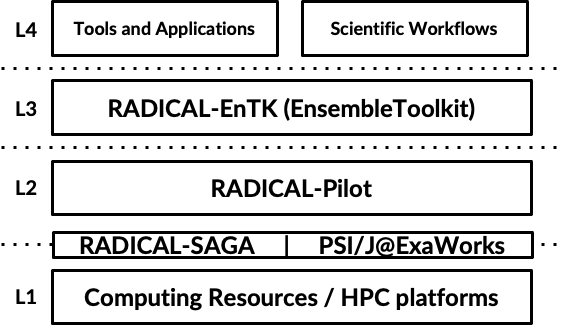 L4 Tools and Applications Scientific Workflows
L3 RADICAL-EnTK (EnsembleToolkit)
L2 RADICAL-Pilot
RADICAL-SAGA | PSI/J@ExaWorks
L1 Computing Resources / HPC platforms